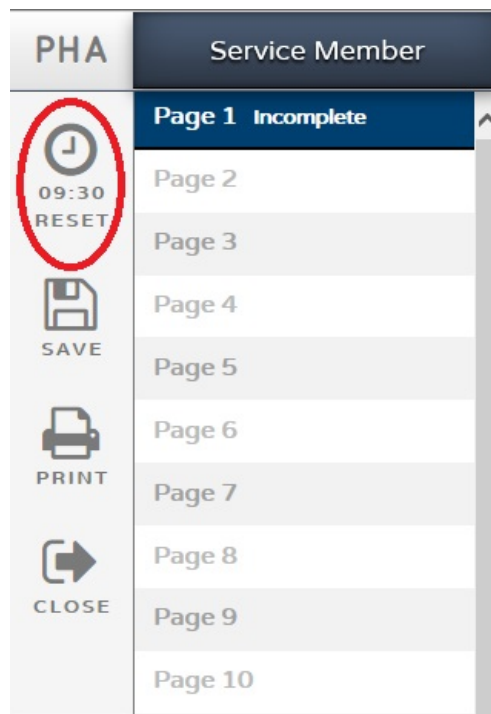 PHA
Service Member
09:30
RESET
SAVE
PRINT
CLOSE
Page 1 Incomplete
Page 2
Page 3
Page 4
Page 5
Page 6
Page 7
Page 8
Page 9
Page 10